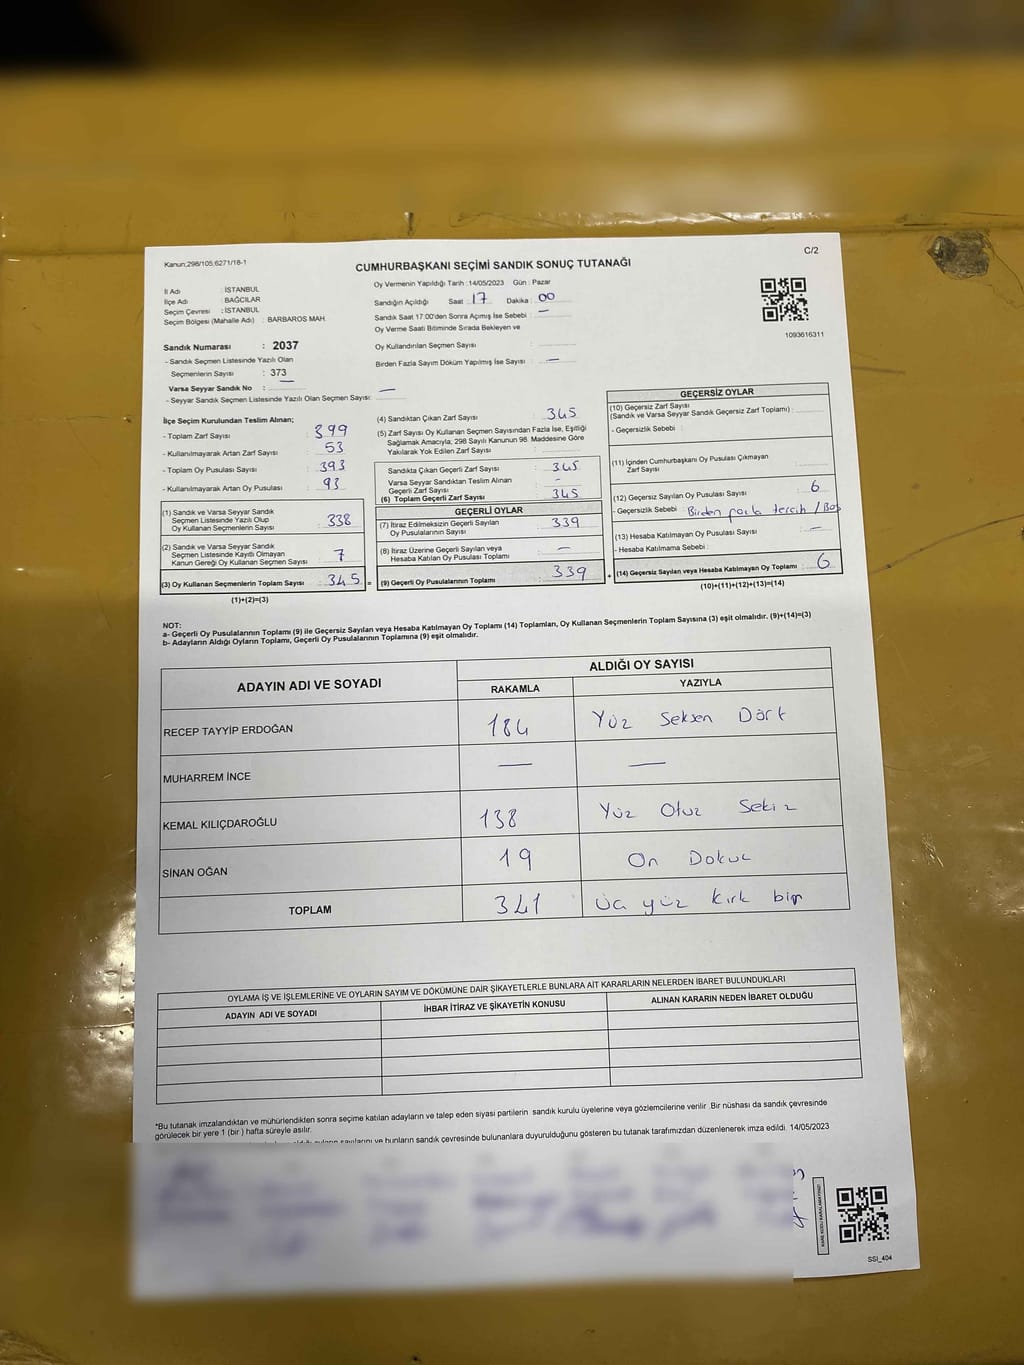 Kanun;298/105,6271/18-1
C/2
CUMHURBAŞKANI SEÇİMİ SANDIK SONUÇ TUTANAĞI
İl Adı : İSTANBUL
İlçe Adı : BAĞCILAR
Seçim Çevresi : İSTANBUL
Seçim Bölgesi (Mahalle Adı) : BARBAROS MAH.
Oy Vermenin Yapıldığı Tarih :14/05/2023 Gün : Pazar
Sandığın Açıldığı Saat 17 Dakika : 00
Sandık Saat 17:00'den Sonra Açımış İse Sebebi : —
Oy Verme Saati Bitiminde Sırada Bekleyen ve
Oy Kullandırılan Seçmen Sayısı :
Birden Fazla Sayım Döküm Yapılmış İse Sayısı : —
1093616311
Sandık Numarası : 2037
- Sandık Seçmen Listesinde Yazılı Olan
Seçmenlerin Sayısı : 373
Varsa Seyyar Sandık No : —
- Seyyar Sandık Seçmen Listesinde Yazılı Olan Seçmen Sayısı: —
İlçe Seçim Kurulundan Teslim Alınan;
- Toplam Zarf Sayısı : 399
- Kullanılmayarak Artan Zarf Sayısı : 53
- Toplam Oy Pusulası Sayısı : 393
- Kullanılmayarak Artan Oy Pusulası : 93
(1) Sandık ve Varsa Seyyar Sandık
Seçmen Listesinde Yazılı Olup
Oy Kullanan Seçmenlerin Sayısı : 338
(2) Sandık ve Varsa Seyyar Sandık
Seçmen Listesinde Kayıtlı Olmayan
Kanun Gereği Oy Kullanan Seçmen Sayısı : 7
(3) Oy Kullanan Seçmenlerin Toplam Sayısı : 345 =
(1)+(2)=(3)
(4) Sandıktan Çıkan Zarf Sayısı : 345
(5) Zarf Sayısı Oy Kullanan Seçmen Sayısından Fazla İse, Eşitliği
Sağlamak Amacıyla, 298 Sayılı Kanunun 98. Maddesine Göre
Yakılarak Yok Edilen Zarf Sayısı :
Sandıkta Çıkan Geçerli Zarf Sayısı : 345
Varsa Seyyar Sandıktan Teslim Alınan
Geçerli Zarf Sayısı : -
(6) Toplam Geçerli Zarf Sayısı : 345
GEÇERLİ OYLAR
(7) İtiraz Edilmeksizin Geçerli Sayılan
Oy Pusulalarının Sayısı : 339
(8) İtiraz Üzerine Geçerli Sayılan veya
Hesaba Katılan Oy Pusulası Toplamı : —
(9) Geçerli Oy Pusulalarının Toplamı : 339 +
GEÇERSİZ OYLAR
(10) Geçersiz Zarf Sayısı
(Sandık ve Varsa Seyyar Sandık Geçersiz Zarf Toplamı) :
- Geçersizlik Sebebi :
(11) İçinden Cumhurbaşkanı Oy Pusulası Çıkmayan
Zarf Sayısı :
(12) Geçersiz Sayılan Oy Pusulası Sayısı : 6
- Geçersizlik Sebebi : Birden fazla tercih / Boş
(13) Hesaba Katılmayan Oy Pusulası Sayısı : —
- Hesaba Katılmama Sebebi :
(14) Geçersiz Sayılan veya Hesaba Katılmayan Oy Toplamı : 6
(10)+(11)+(12)+(13)=(14)
NOT:
a- Geçerli Oy Pusulalarının Toplamı (9) ile Geçersiz Sayılan veya Hesaba Katılmayan Oy Toplamı (14) Toplamları, Oy Kullanan Seçmenlerin Toplam Sayısına (3) eşit olmalıdır. (9)+(14)=(3)
b- Adayların Aldığı Oyların Toplamı, Geçerli Oy Pusulalarının Toplamına (9) eşit olmalıdır.
ADAYIN ADI VE SOYADI
ALDIĞI OY SAYISI
RAKAMLA YAZIYLA
RECEP TAYYİP ERDOĞAN 184 Yüz Seksen Dört
MUHARREM İNCE — —
KEMAL KILIÇDAROĞLU 138 Yüz Otuz Sekiz
SİNAN OĞAN 19 On Dokuz
TOPLAM 341 Üç yüz kırk bir
OYLAMA İŞ VE İŞLEMLERİNE VE OYLARIN SAYIM VE DÖKÜMÜNE DAİR ŞİKAYETLERLE BUNLARA AİT KARARLARIN NELERDEN İBARET BULUNDUKLARI
ADAYIN ADI VE SOYADI İHBAR İTİRAZ VE ŞİKAYETİN KONUSU ALINAN KARARIN NEDEN İBARET OLDUĞU
*Bu tutanak imzalandıktan ve mühürlendikten sonra seçime katılan adayların ve talep eden siyasi partilerin sandık kurulu üyelerine veya gözlemcilerine verilir .Bir nüshası da sandık çevresinde
görülecek bir yere 1 (bir ) hafta süreyle asılır.
ve bunların sandık çevresinde bulunanlara duyurulduğunu gösteren bu tutanak tarafımızdan düzenlenerek imza edildi. 14/05/2023
SSİ_404